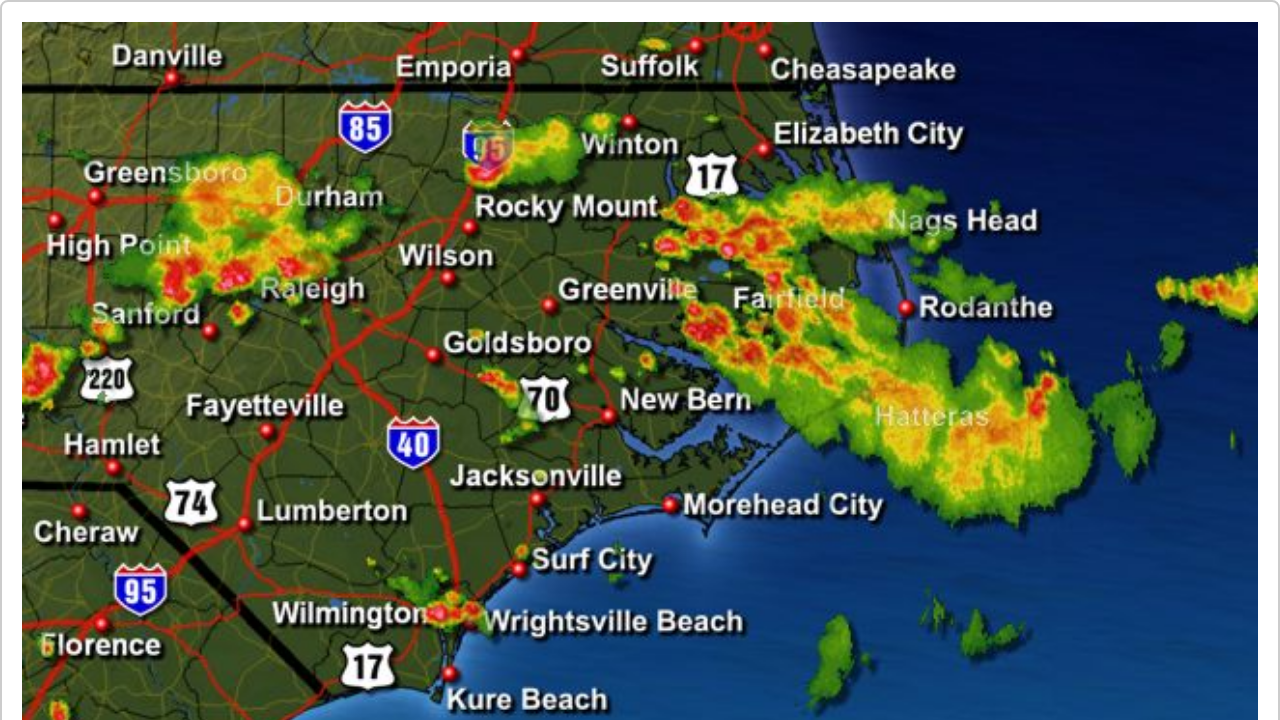 Danville
Emporia
Suffolk
Cheasapeake
85
95
Winton
Elizabeth City
17
Greensboro
Durham
Rocky Mount
Nags Head
High Point
Wilson
Raleigh
Greenville
Fairfield
Rodanthe
Sanford
Goldsboro
220
70
New Bern
Fayetteville
Hatteras
40
Hamlet
Jacksonville
74
Lumberton
Morehead City
Cheraw
Surf City
95
Wilmington
Wrightsville Beach
Florence
17
Kure Beach